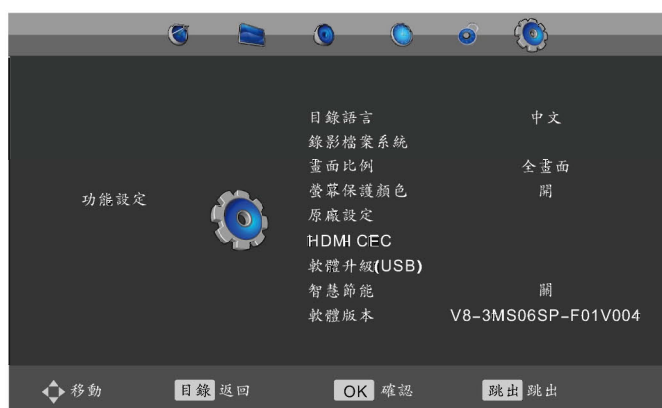 目錄語言 中文
錄影檔案系統
畫面比例 全畫面
螢幕保護顏色 開
功能設定
原廠設定
HDMI CEC
軟體升級(USB)
智慧節能 關
軟體版本 V8-3MS06SP-F01V004
移動 目錄 返回 OK 確認 跳出 跳出